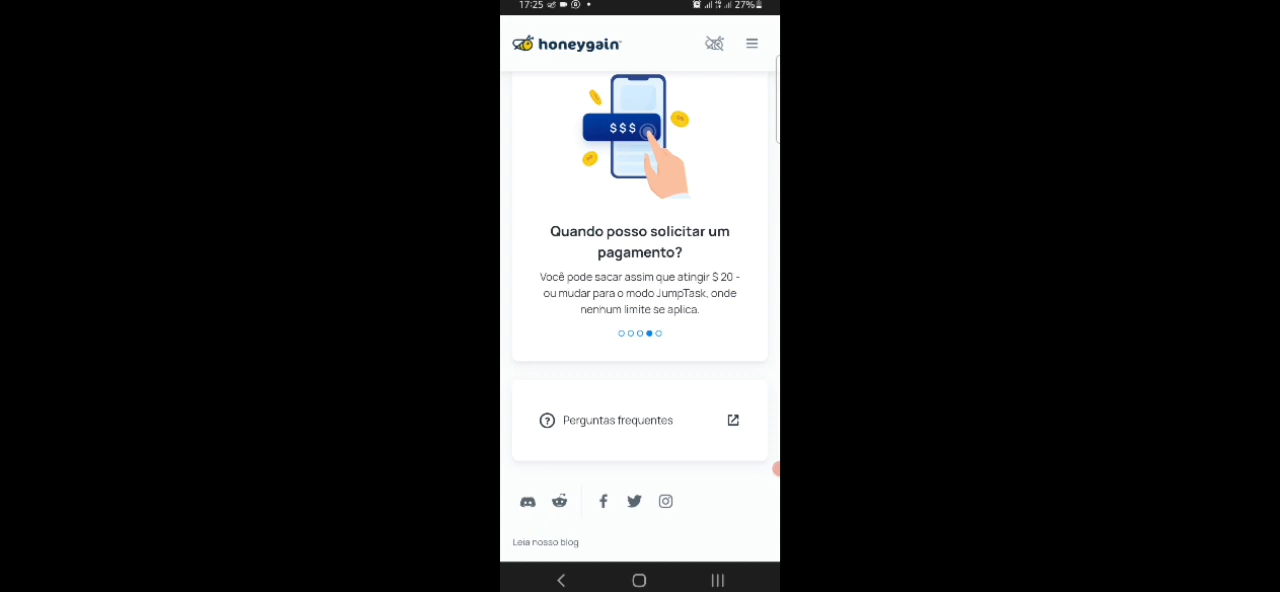 17:25
27%
honeygain
$$$
Quando posso solicitar um
pagamento?
Você pode sacar assim que atingir $ 20 -
ou mudar para o modo JumpTask, onde
nenhum limite se aplica.
Perguntas frequentes
Leia nosso blog